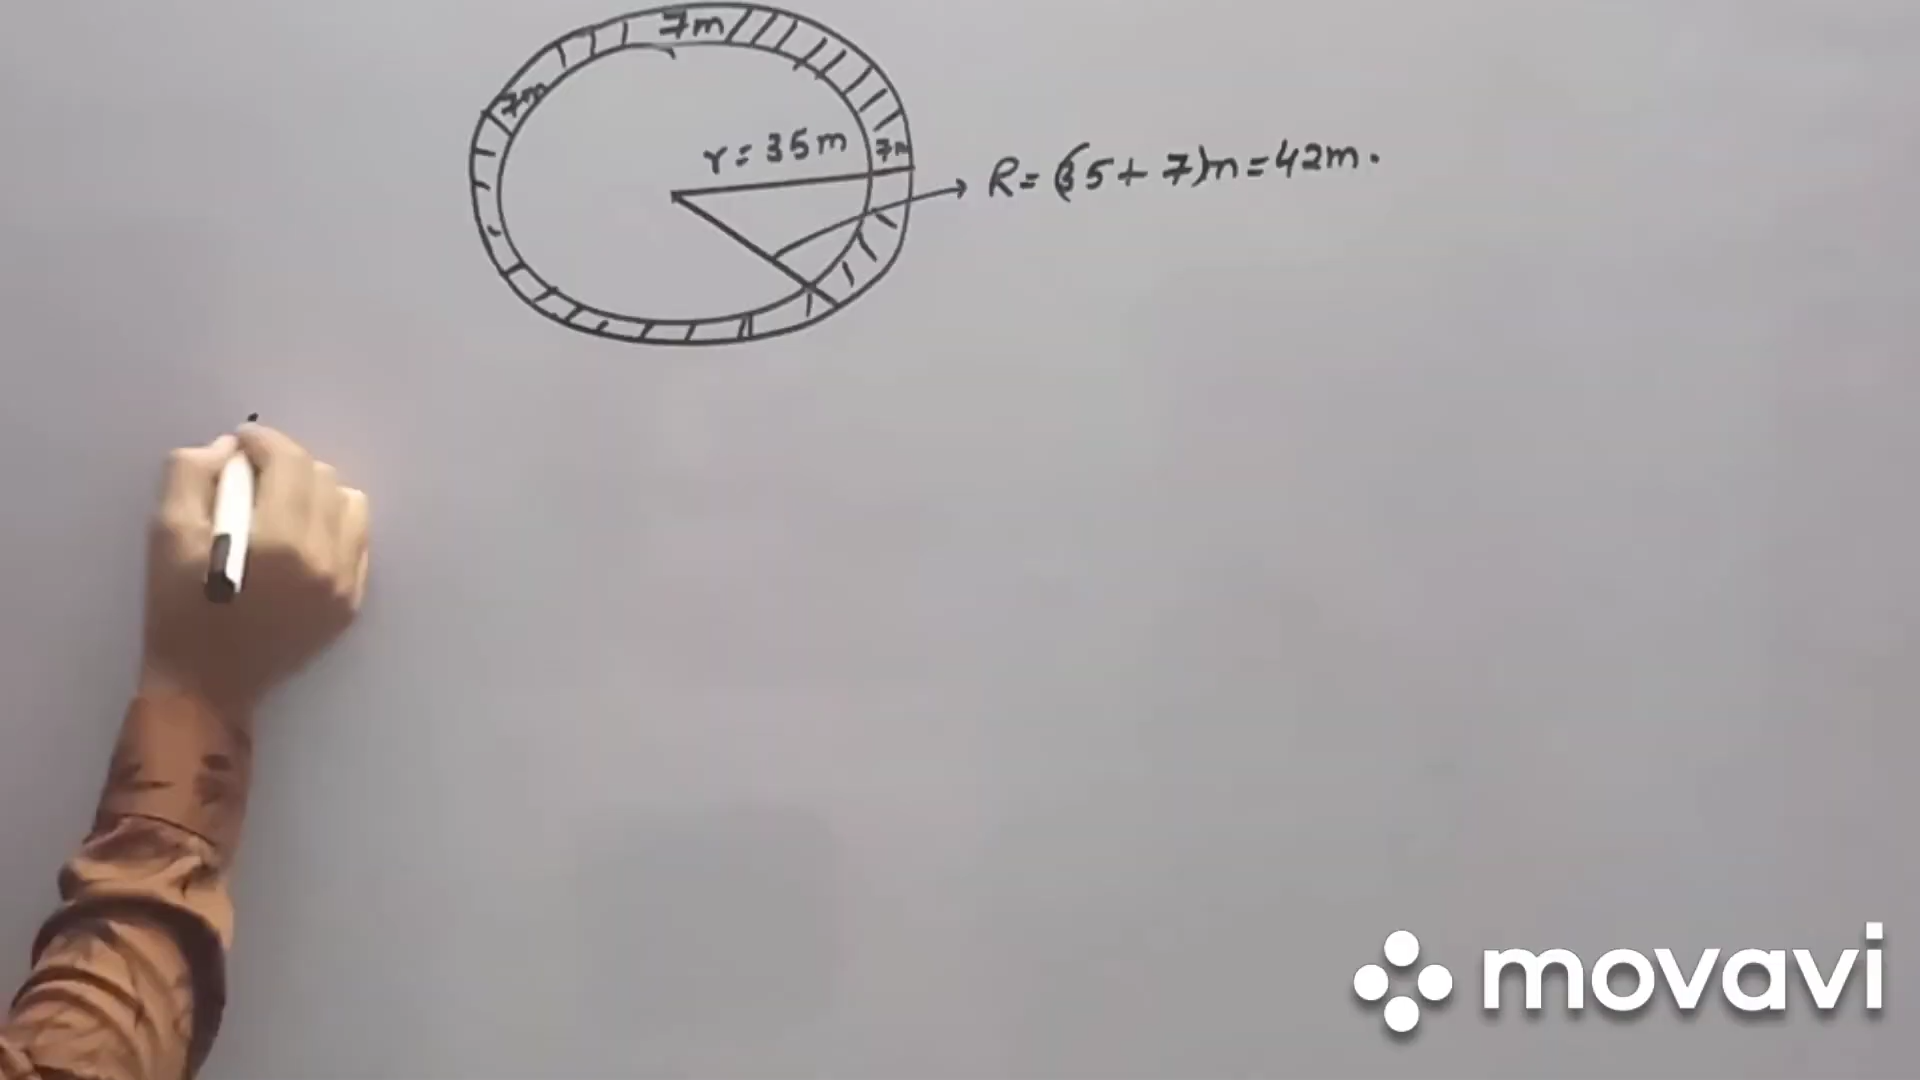 7m
7m
r = 35m
7m
R = (35 + 7)m = 42m.
movavi